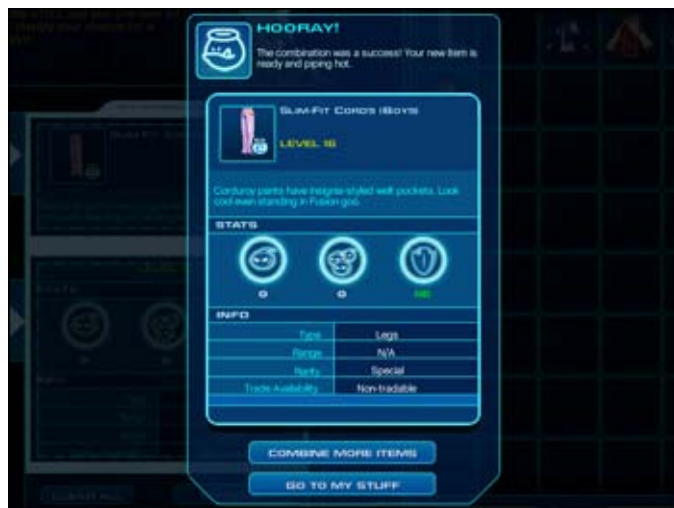 HOORAY!
The combination was a success! Your new item is
ready and piping hot.
SLIM-FIT CORDS (BOYS)
LEVEL 16
Corduroy pants have insignia-styled welt pockets. Look
cool even standing in Fusion goo.
STATS
0
0
INFO
Type Legs
Range N/A
Rarity Special
Trade Availability Non-tradable
COMBINE MORE ITEMS
GO TO MY STUFF